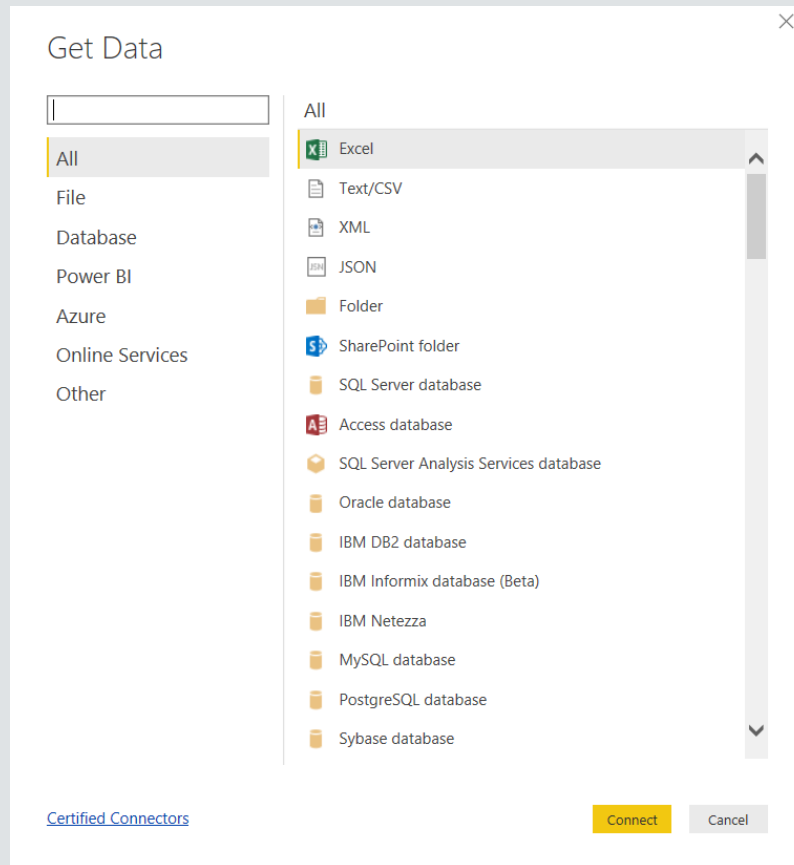 Get Data
All
File
Database
Power BI
Azure
Online Services
Other
All
Excel
Text/CSV
XML
JSON
Folder
SharePoint folder
SQL Server database
Access database
SQL Server Analysis Services database
Oracle database
IBM DB2 database
IBM Informix database (Beta)
IBM Netezza
MySQL database
PostgreSQL database
Sybase database
Certified Connectors
Connect
Cancel